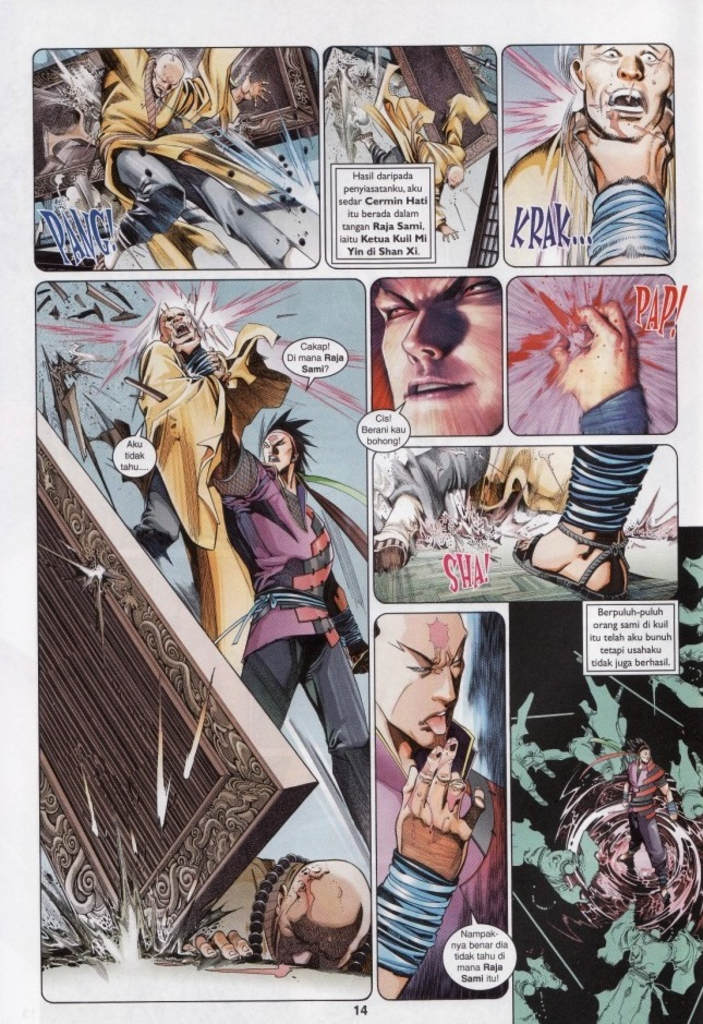 PANG!
Hasil daripada
penyiasatanku, aku
sedar Cermin Hati
itu berada dalam
tangan Raja Sami,
iaitu Ketua Kuil Mi
Yin di Shan Xi.
KRAK...
Cakap!
Di mana Raja
Sami?
Aku
tidak
tahu....
Cis!
Berani kau
bohong!
PAP!
SHA!
Berpuluh-puluh
orang sami di kuil
itu telah aku bunuh
tetapi usahaku
tidak juga berhasil.
Nampak-
nya benar dia
tidak tahu di
mana Raja
Sami itu!
14